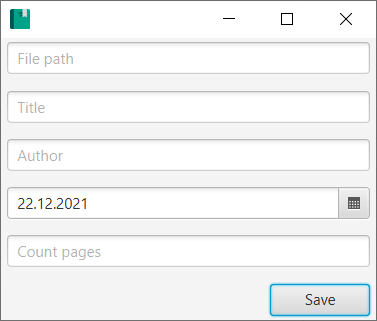 File path
Title
Author
22.12.2021
Count pages
Save